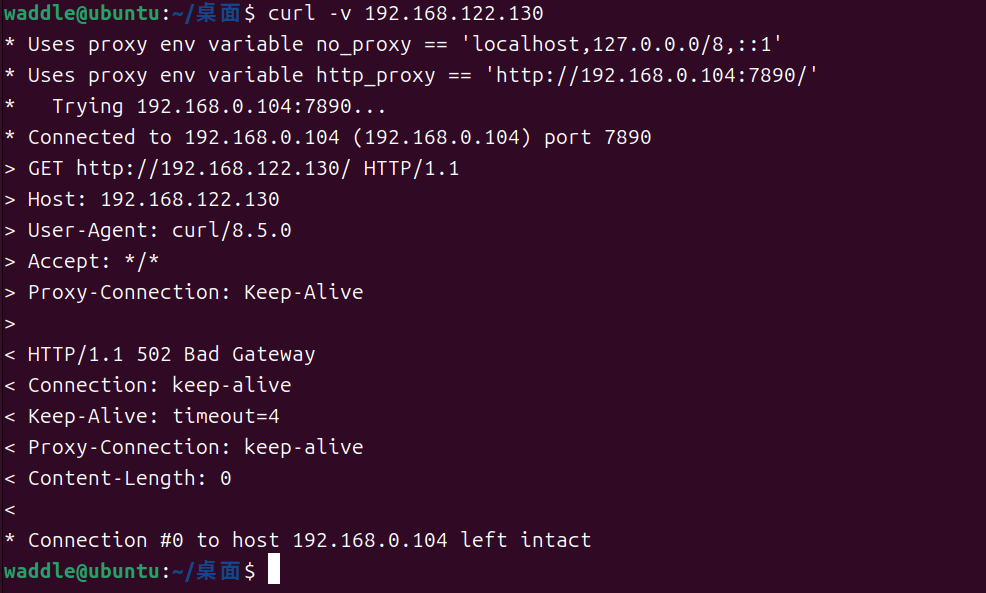 waddle@ubuntu:~/桌面$ curl -v 192.168.122.130
* Uses proxy env variable no_proxy == 'localhost,127.0.0.0/8,::1'
* Uses proxy env variable http_proxy == 'http://192.168.0.104:7890/'
*   Trying 192.168.0.104:7890...
* Connected to 192.168.0.104 (192.168.0.104) port 7890
> GET http://192.168.122.130/ HTTP/1.1
> Host: 192.168.122.130
> User-Agent: curl/8.5.0
> Accept: */*
> Proxy-Connection: Keep-Alive
>
< HTTP/1.1 502 Bad Gateway
< Connection: keep-alive
< Keep-Alive: timeout=4
< Proxy-Connection: keep-alive
< Content-Length: 0
<
* Connection #0 to host 192.168.0.104 left intact
waddle@ubuntu:~/桌面$